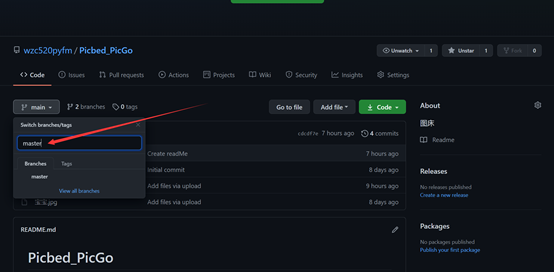 wzc520pyfm / Picbed_PicGo
Unwatch 1 Unstar 1 Fork 0
Code Issues Pull requests Actions Projects Wiki Security Insights Settings
main 2 branches 0 tags Go to file Add file Code
About
Switch branches/tags
图床
master
cdcdf7e 7 hours ago 4 commits
Readme
Create readMe 7 hours ago
Branches Tags
Initial commit 8 days ago
Releases
master
Add files via upload 9 hours ago
No releases published
View all branches
Create a new release
宝宝.jpg Add files via upload 8 days ago
Packages
README.md
No packages published
Publish your first package
Picbed_PicGo